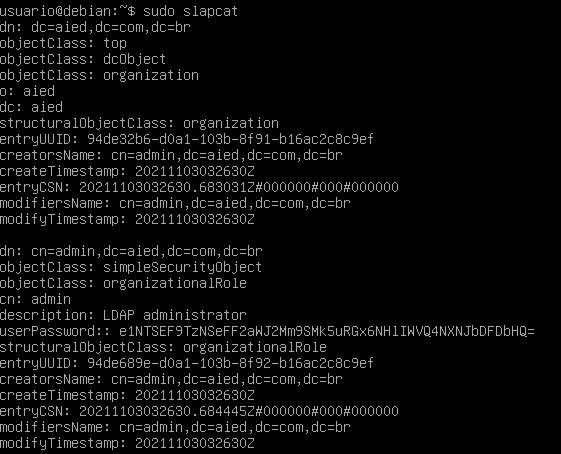 usuario@debian:~$ sudo slapcat
dn: dc=aied,dc=com,dc=br
objectClass: top
objectClass: dcObject
objectClass: organization
o: aied
dc: aied
structuralObjectClass: organization
entryUUID: 94de32b6-d0a1-103b-8f91-b16ac2c8c9ef
creatorsName: cn=admin,dc=aied,dc=com,dc=br
createTimestamp: 20211103032630Z
entryCSN: 20211103032630.683031Z#000000#000#000000
modifiersName: cn=admin,dc=aied,dc=com,dc=br
modifyTimestamp: 20211103032630Z

dn: cn=admin,dc=aied,dc=com,dc=br
objectClass: simpleSecurityObject
objectClass: organizationalRole
cn: admin
description: LDAP administrator
userPassword:: e1NTSEF9TzNSeFF2aWJ2Mm9SMk5uRGx6NHlIWVQ4NXNJbDFDbHQ=
structuralObjectClass: organizationalRole
entryUUID: 94de689e-d0a1-103b-8f92-b16ac2c8c9ef
creatorsName: cn=admin,dc=aied,dc=com,dc=br
createTimestamp: 20211103032630Z
entryCSN: 20211103032630.684445Z#000000#000#000000
modifiersName: cn=admin,dc=aied,dc=com,dc=br
modifyTimestamp: 20211103032630Z